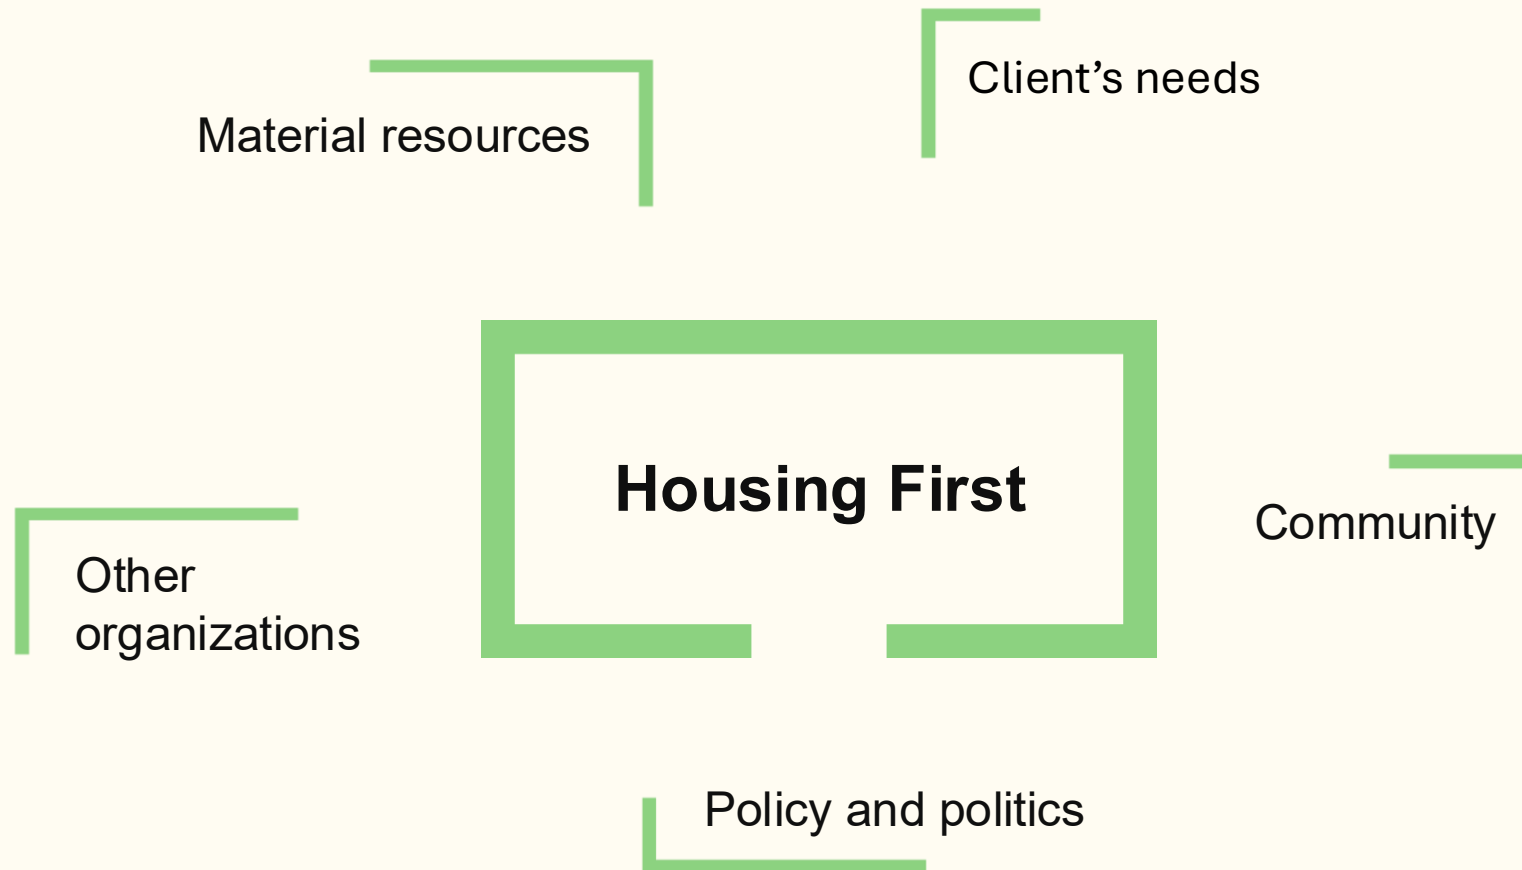 Client’s needs
Material resources
Housing First
Community
Other
organizations
Policy and politics